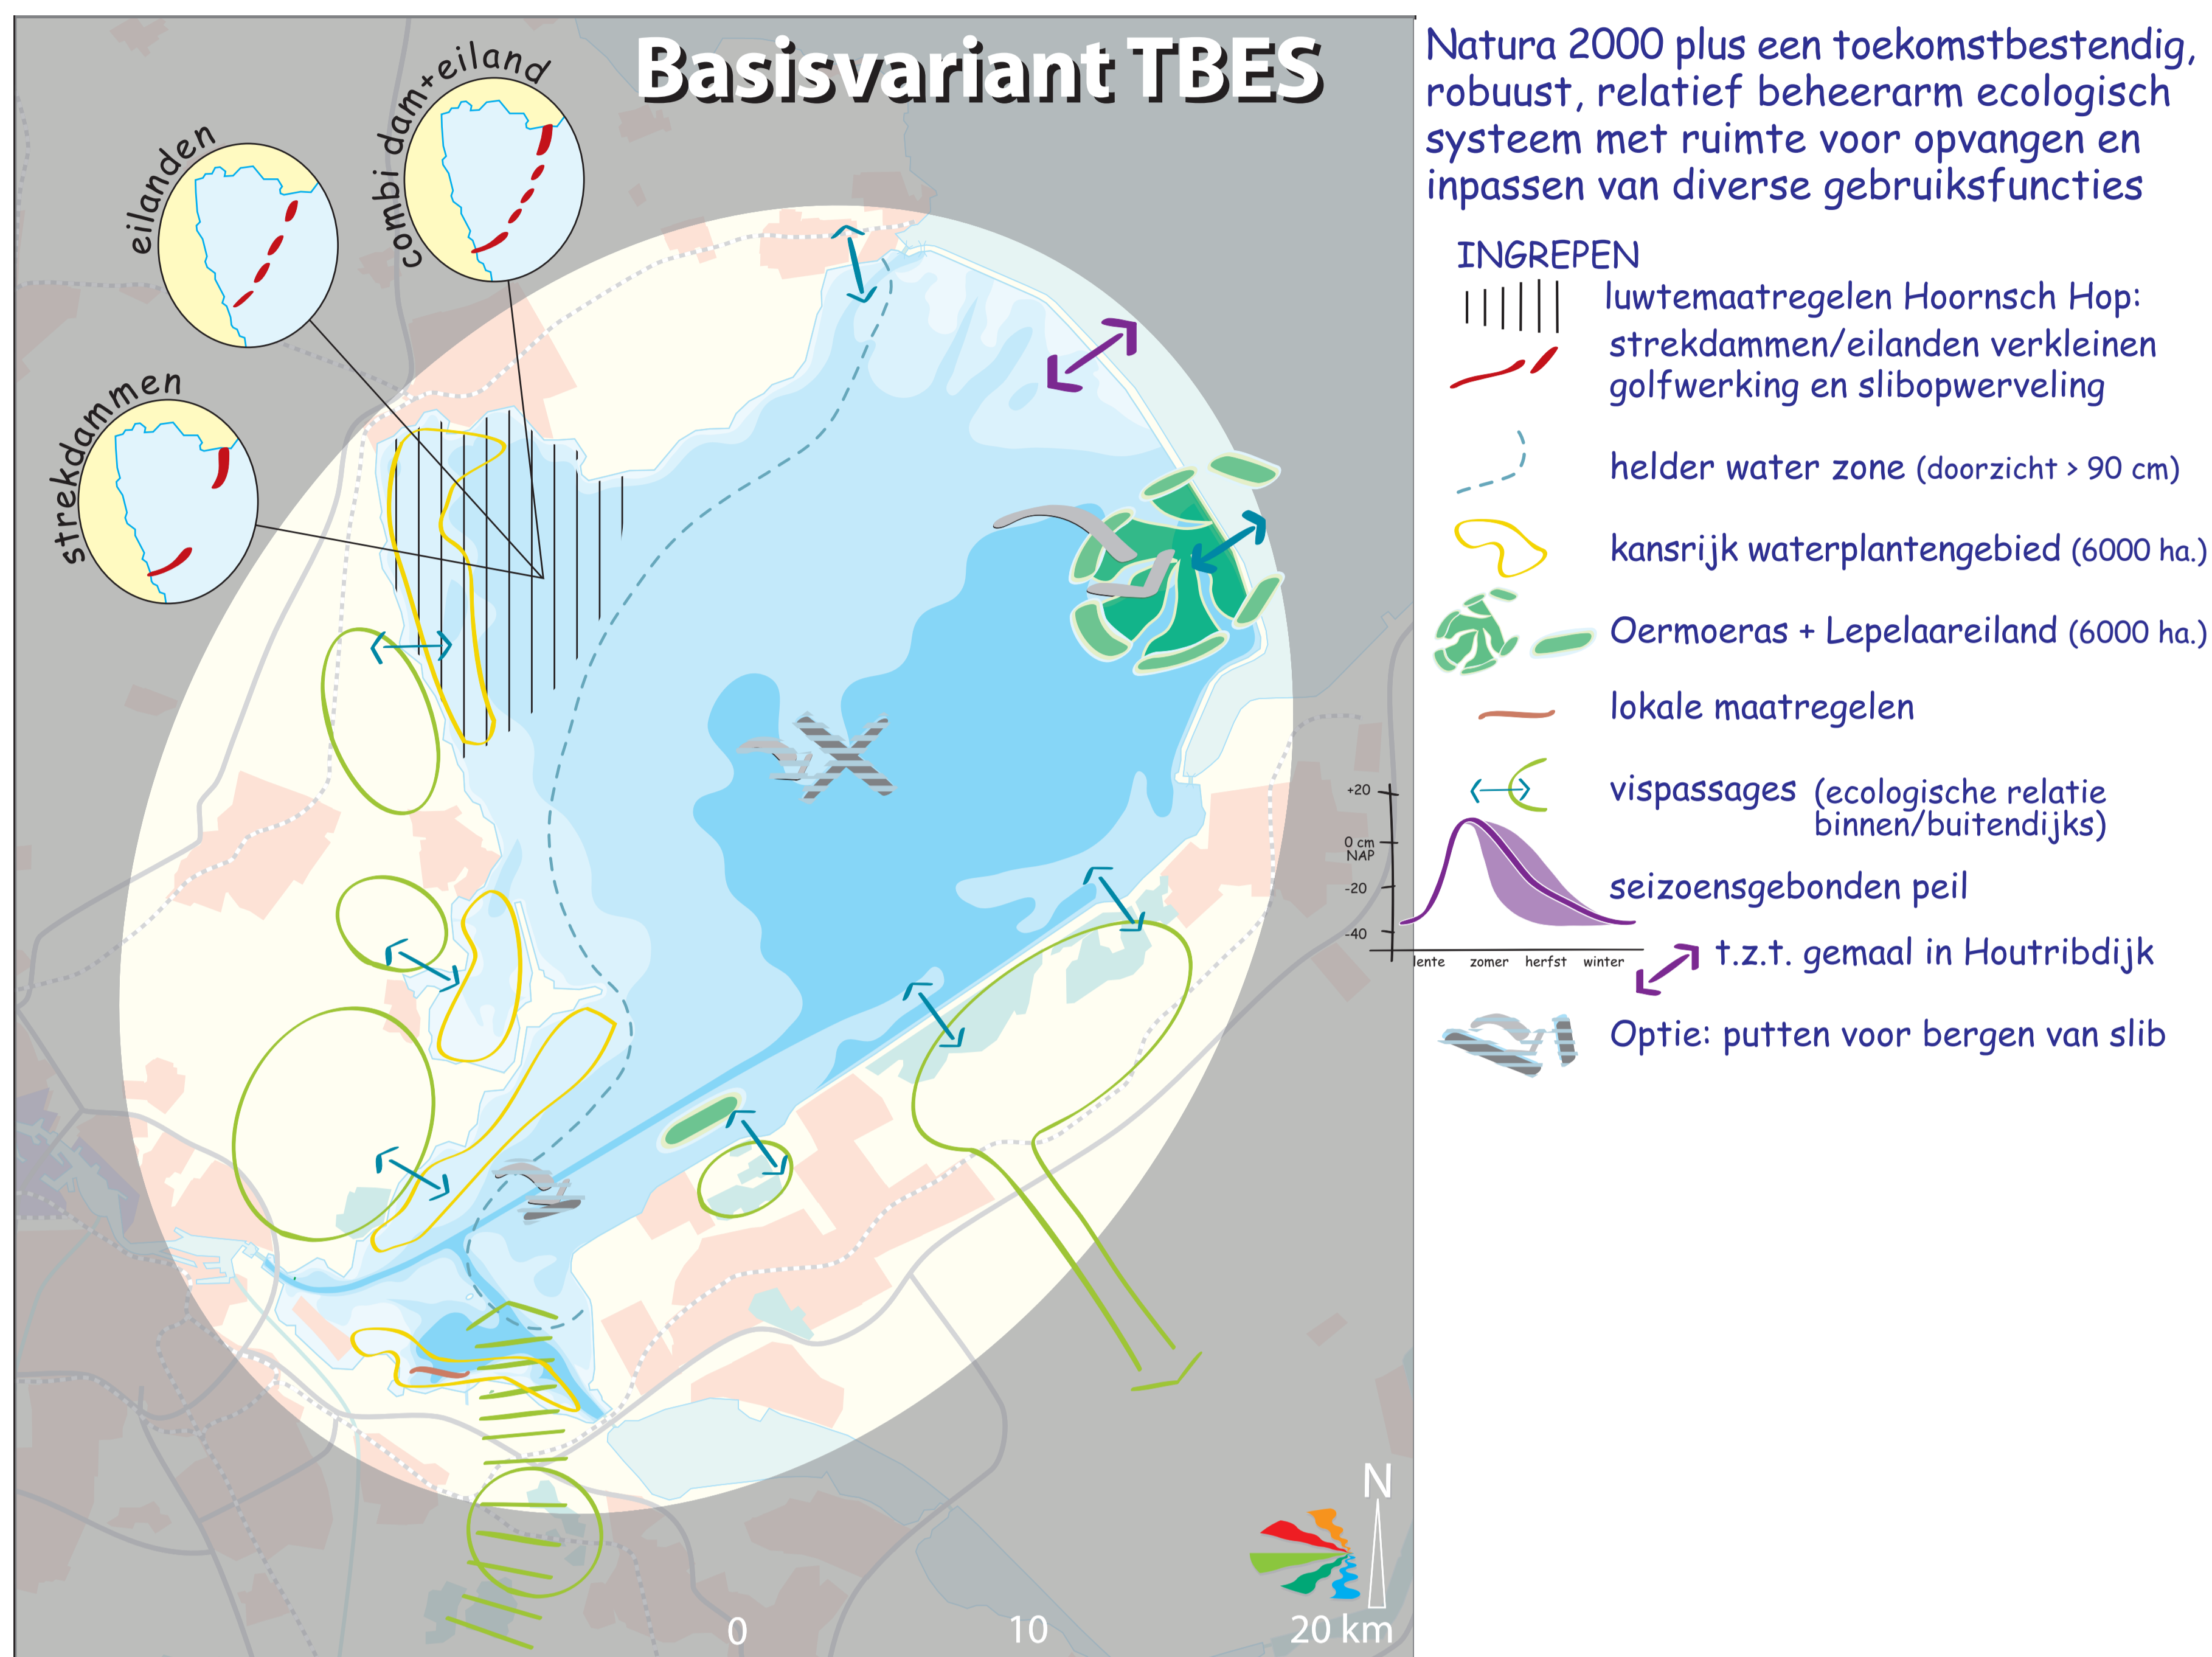 Basisvariant TBES
combi dam+eiland
eilanden
strekdammen
Natura 2000 plus een toekomstbestendig,
robuust, relatief beheerarm ecologisch
systeem met ruimte voor opvangen en
inpassen van diverse gebruiksfuncties
INGREPEN
luwtemaatregelen Hoornsch Hop:
strekdammen/eilanden verkleinen
golfwerking en slibopwerveling
helder water zone (doorzicht > 90 cm)
kansrijk waterplantengebied (6000 ha.)
Oermoeras + Lepelaareiland (6000 ha.)
lokale maatregelen
vispassages (ecologische relatie
binnen/buitendijks)
+20
0 cm
NAP
-20
-40
lente zomer herfst winter
seizoensgebonden peil
t.z.t. gemaal in Houtribdijk
Optie: putten voor bergen van slib
N
0 10 20 km